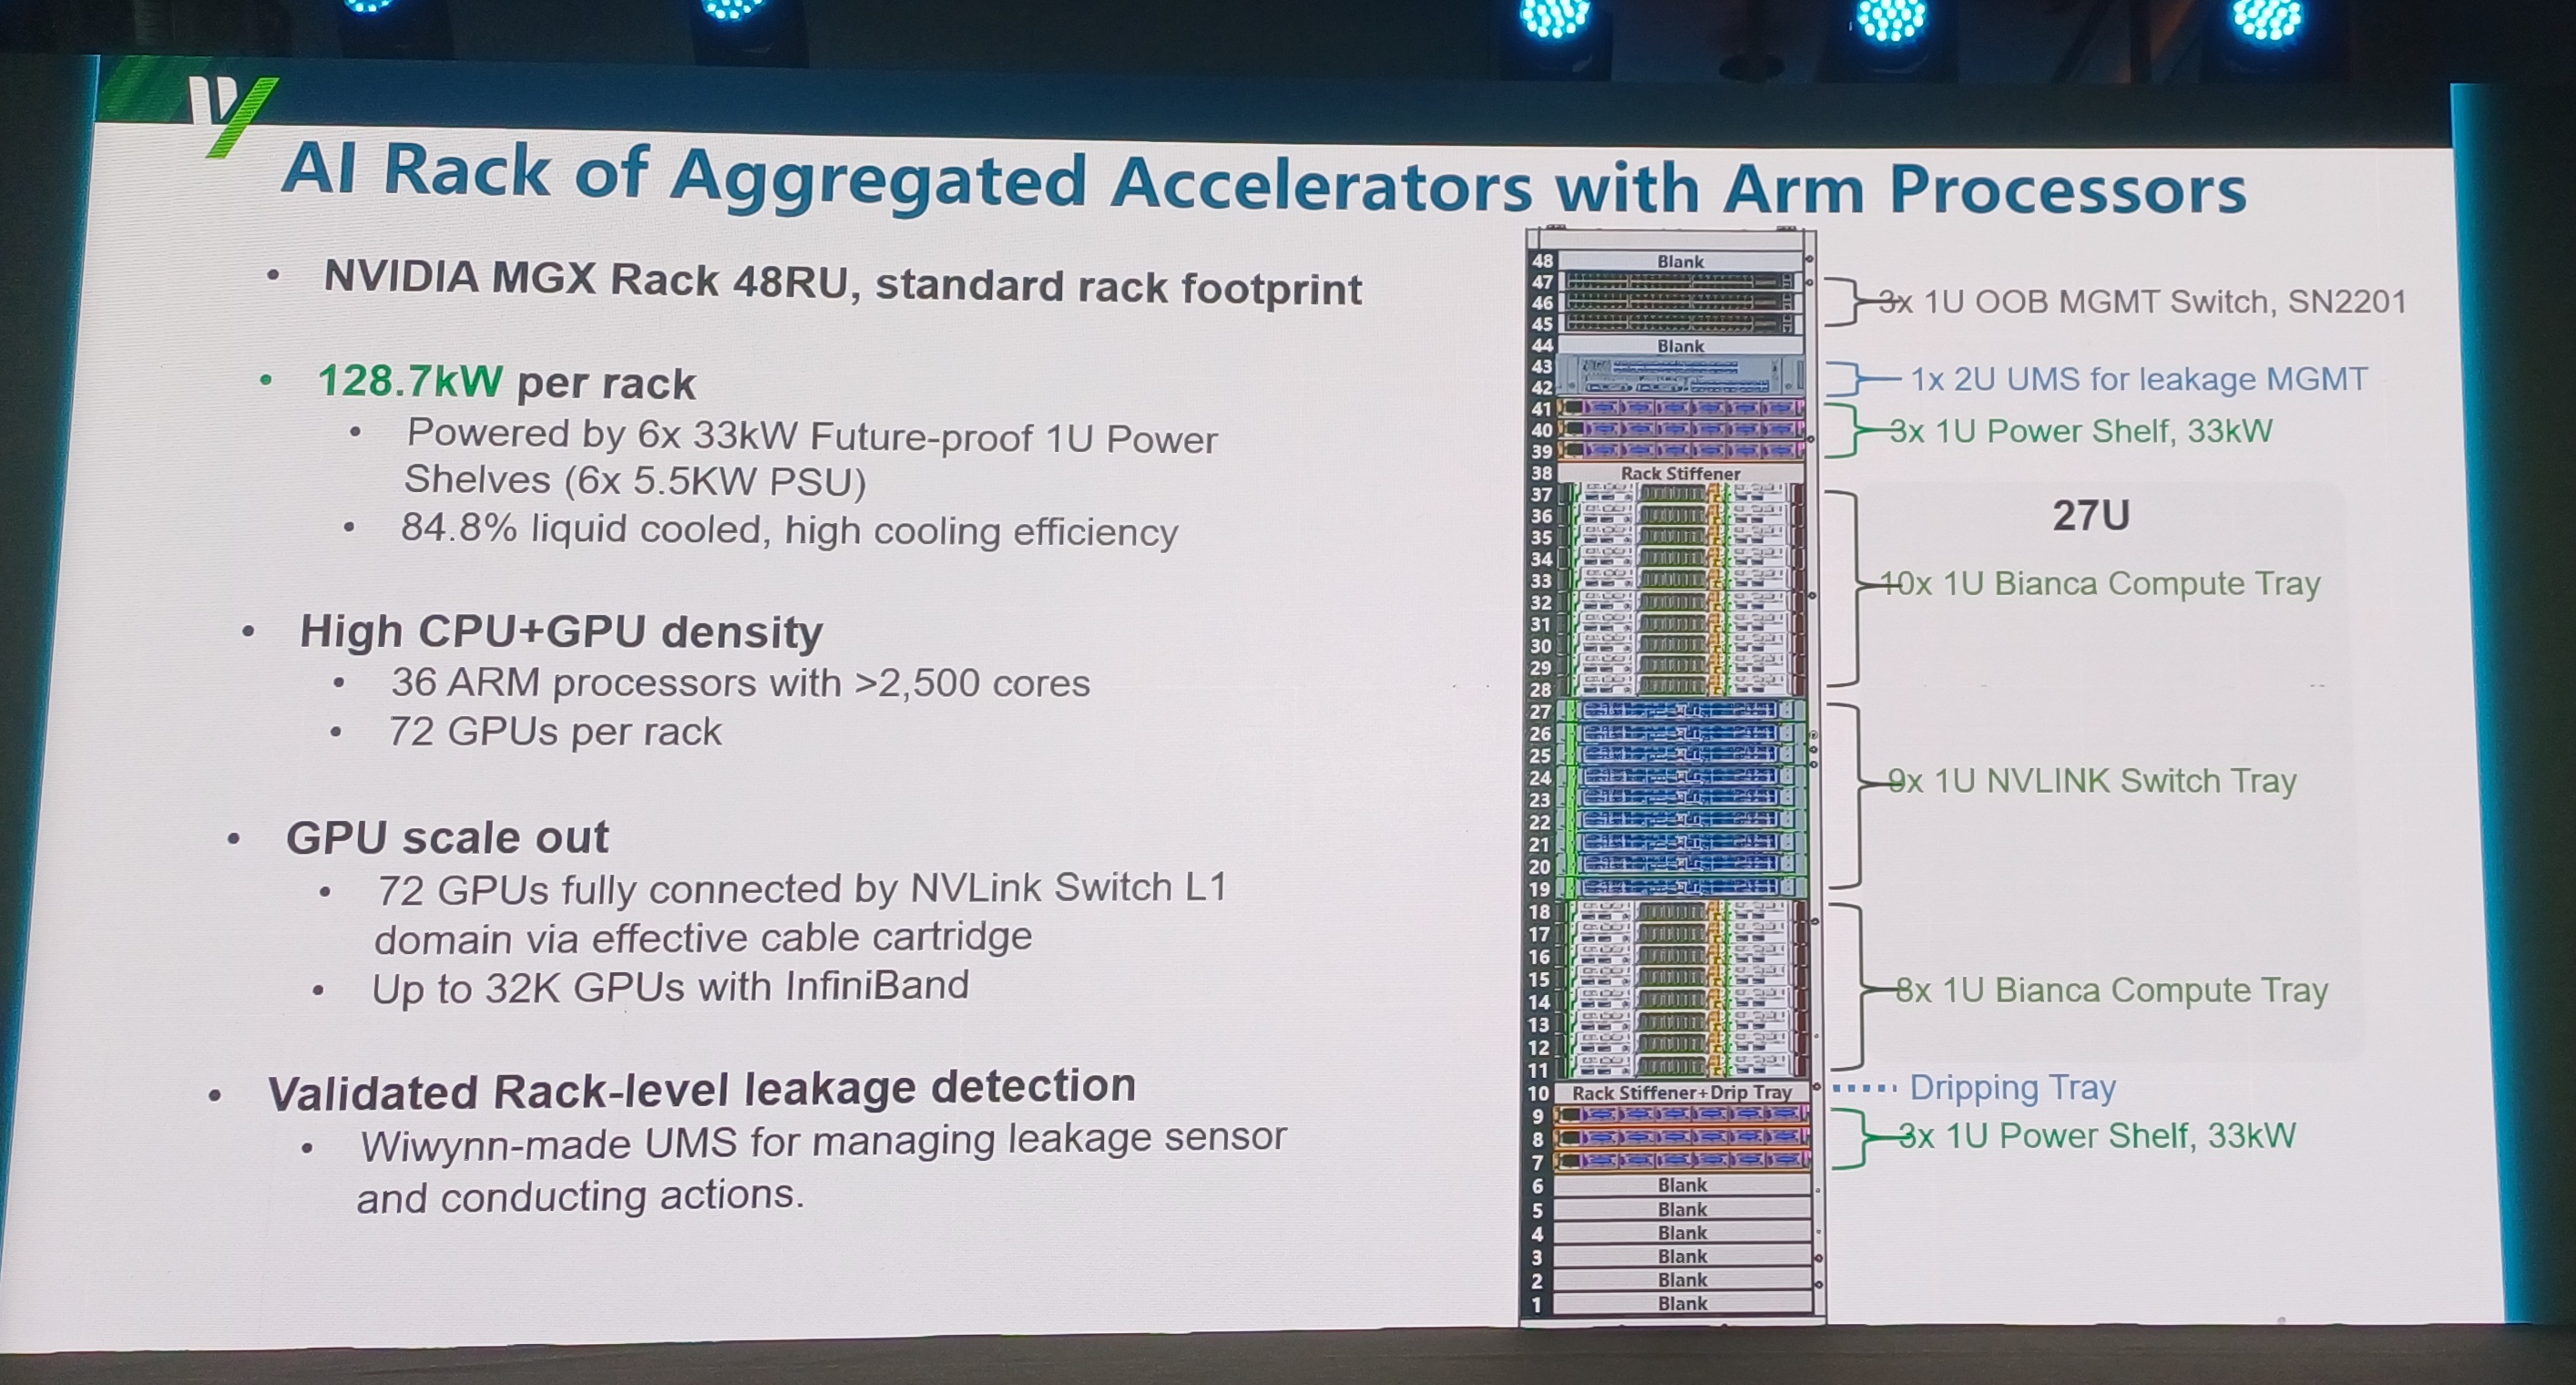 AI Rack of Aggregated Accelerators with Arm Processors
• NVIDIA MGX Rack 48RU, standard rack footprint
• 128.7kW per rack
• Powered by 6x 33kW Future-proof 1U Power
Shelves (6x 5.5KW PSU)
• 84.8% liquid cooled, high cooling efficiency
• High CPU+GPU density
• 36 ARM processors with >2,500 cores
• 72 GPUs per rack
• GPU scale out
• 72 GPUs fully connected by NVLink Switch L1
domain via effective cable cartridge
• Up to 32K GPUs with InfiniBand
• Validated Rack-level leakage detection
• Wiwynn-made UMS for managing leakage sensor
and conducting actions.
48 Blank
47
46
45
44 Blank
43
42
41
40
39
38 Rack Stiffener
37
36
35
34
33
32
31
30
29
28
27
26
25
24
23
22
21
20
19
18
17
16
15
14
13
12
11
10 Rack Stiffener+Drip Tray
9
8
7
6 Blank
5 Blank
4 Blank
3 Blank
2 Blank
1 Blank
3x 1U OOB MGMT Switch, SN2201
1x 2U UMS for leakage MGMT
3x 1U Power Shelf, 33kW
27U
10x 1U Bianca Compute Tray
9x 1U NVLINK Switch Tray
8x 1U Bianca Compute Tray
Dripping Tray
3x 1U Power Shelf, 33kW